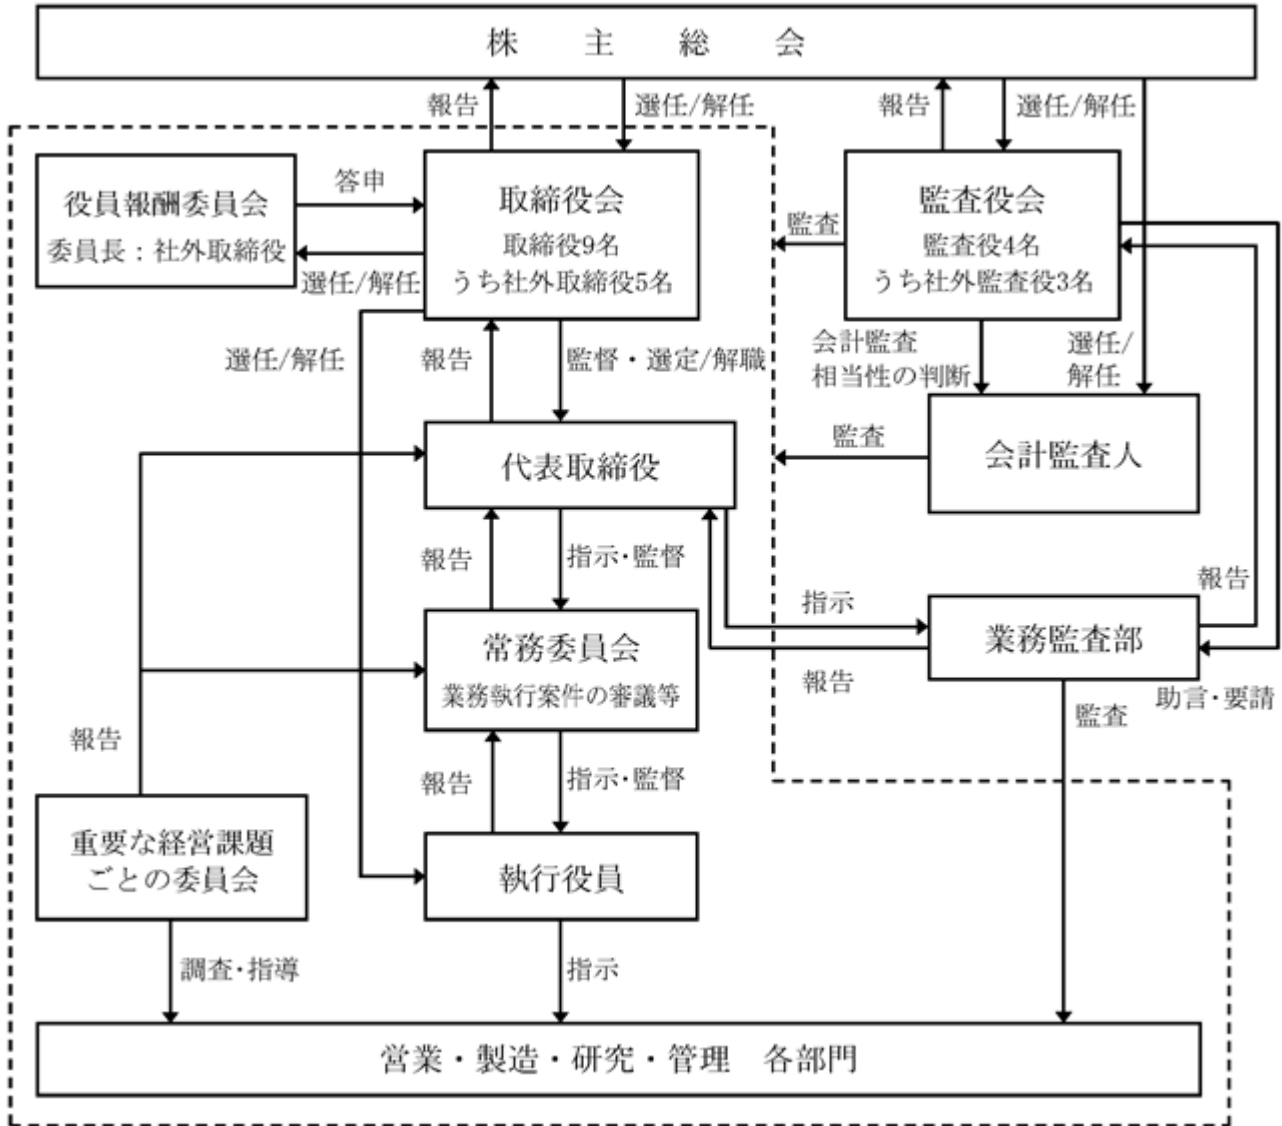 株 主 総 会
報告
選任/解任
報告
選任/解任
役員報酬委員会
委員長：社外取締役
答申
選任/解任
取締役会
取締役9名
うち社外取締役5名
監査
監査役会
監査役4名
うち社外監査役3名
選任/解任
報告
監督・選定/解職
会計監査
相当性の判断
選任/
解任
代表取締役
監査
会計監査人
報告
指示・監督
指示
報告
業務監査部
報告
助言・要請
監査
常務委員会
業務執行案件の審議等
報告
報告
指示・監督
重要な経営課題
ごとの委員会
執行役員
調査・指導
指示
営業・製造・研究・管理 各部門